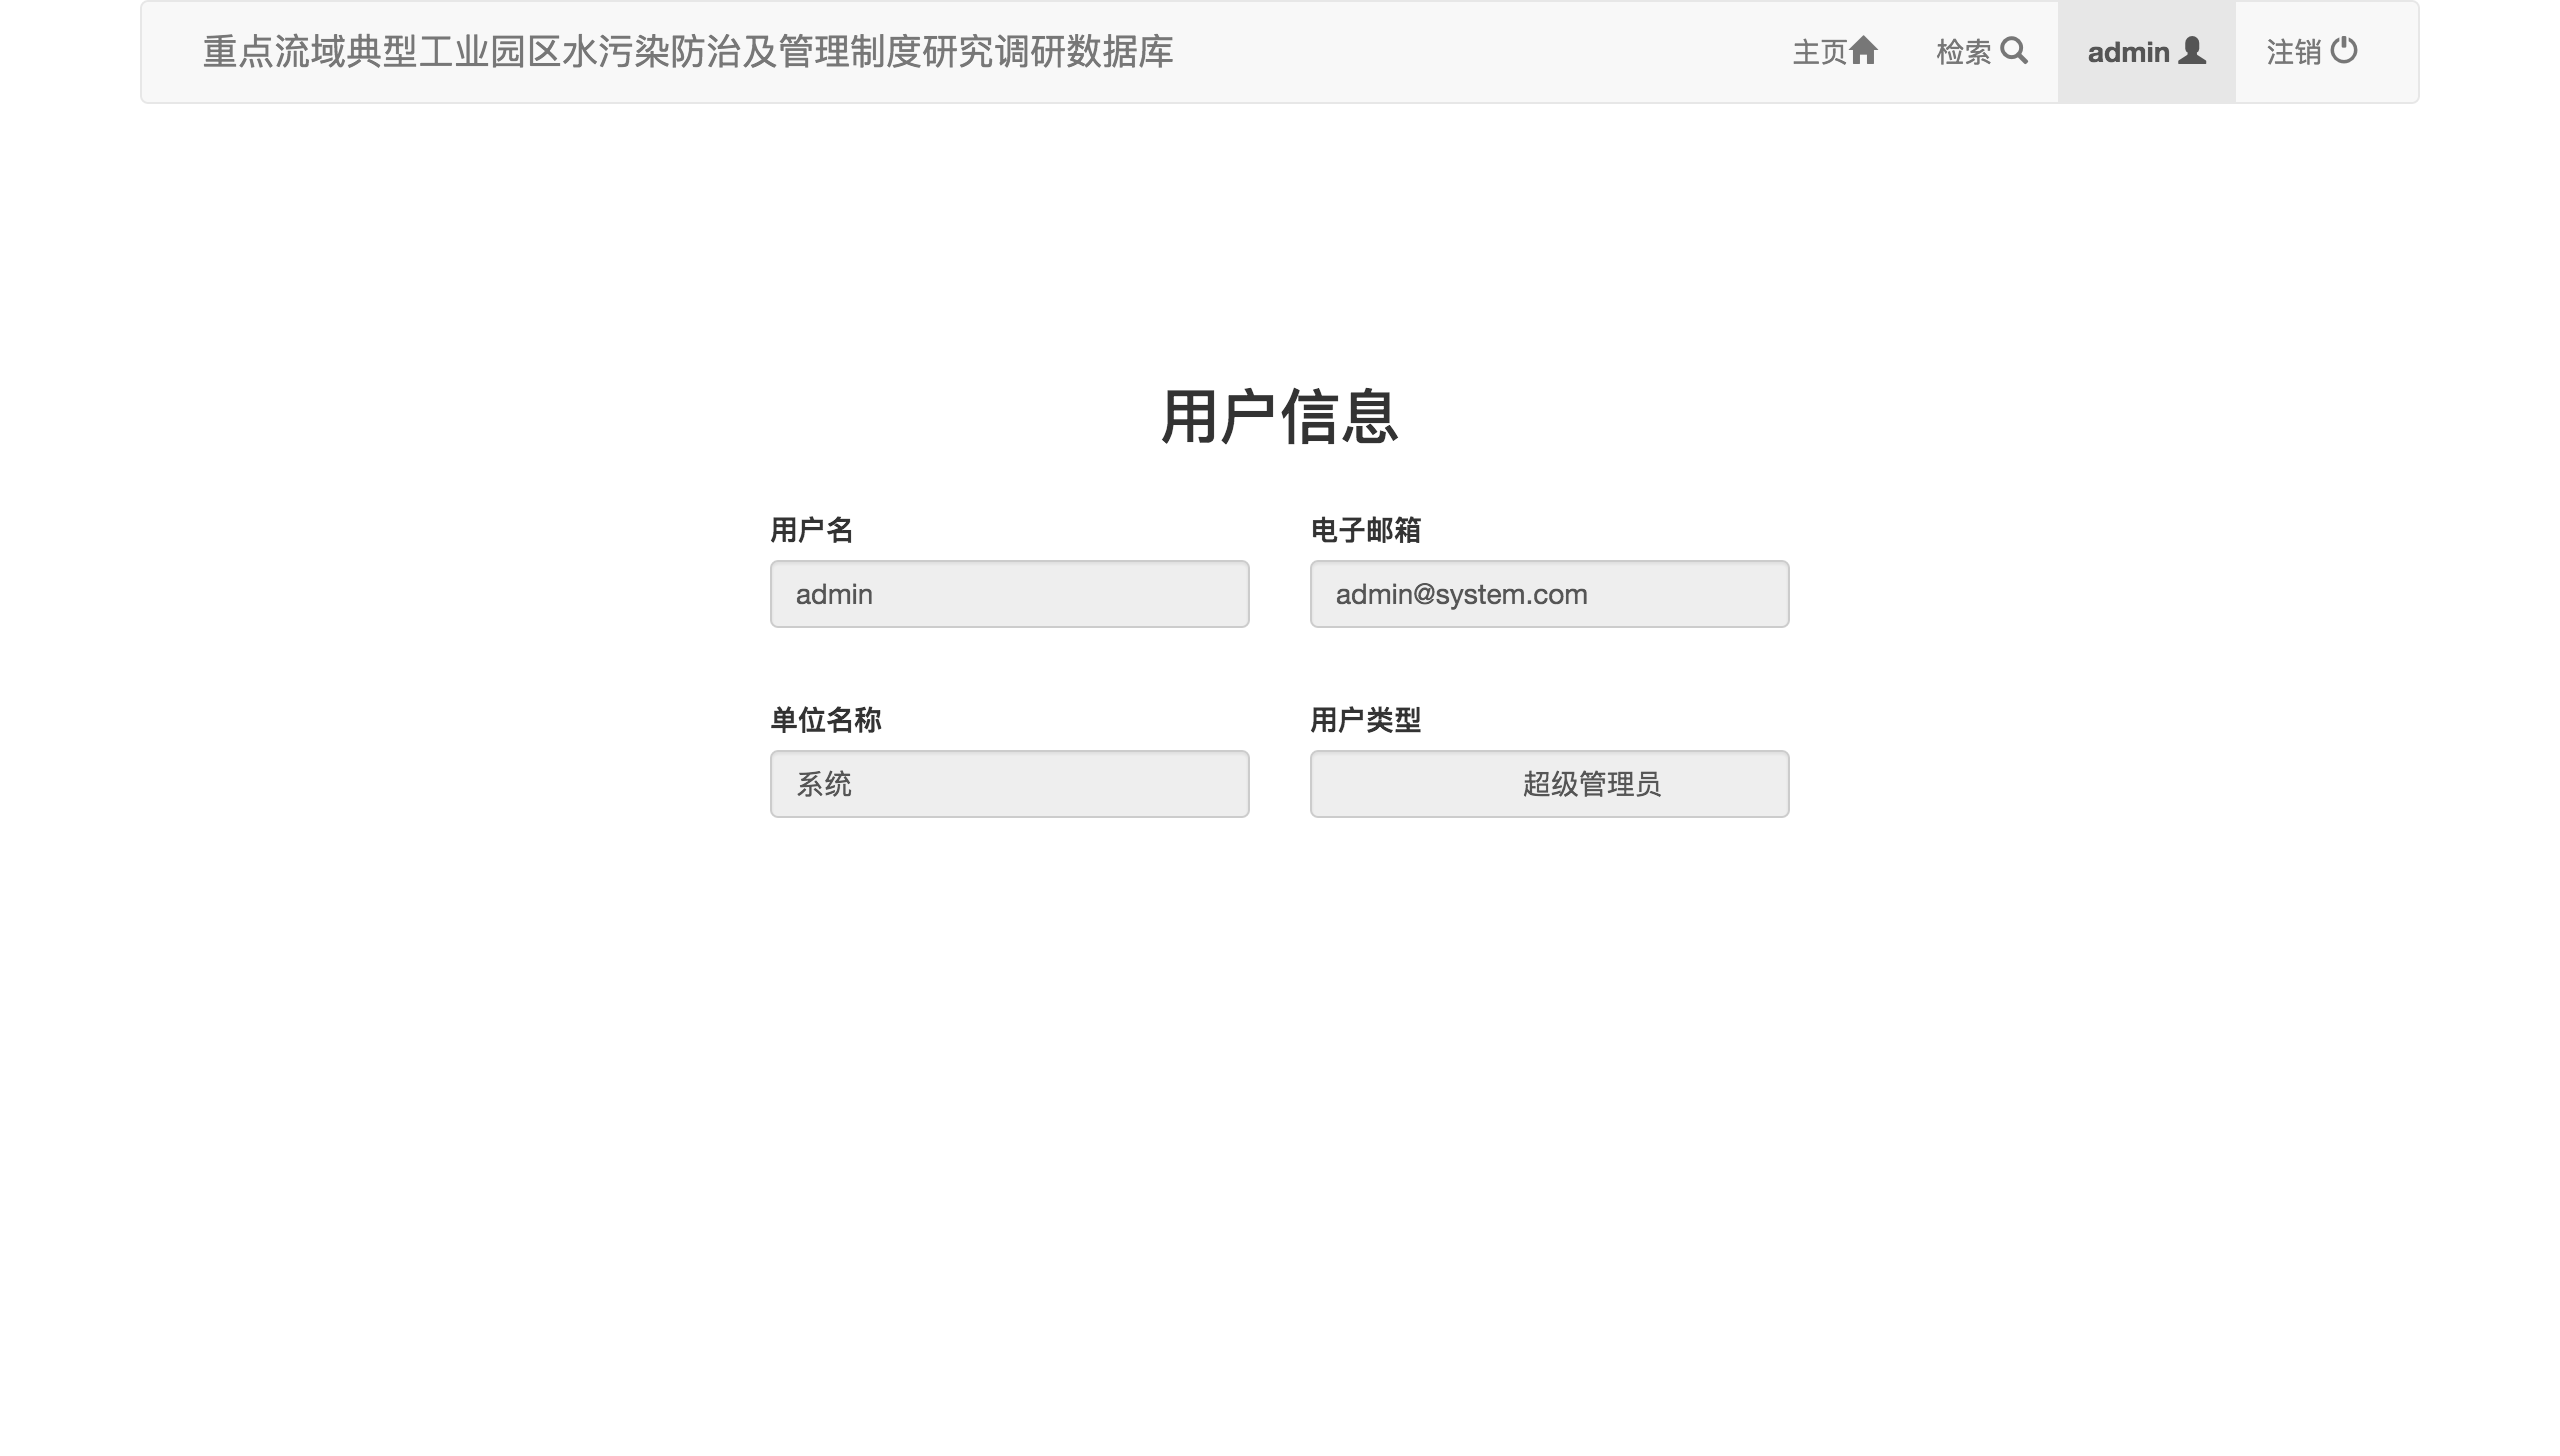 重点流域典型工业园区水污染防治及管理制度研究调研数据库 主页 检索 admin 注销
用户信息
用户名 电子邮箱
admin admin@system.com
单位名称 用户类型
系统 超级管理员